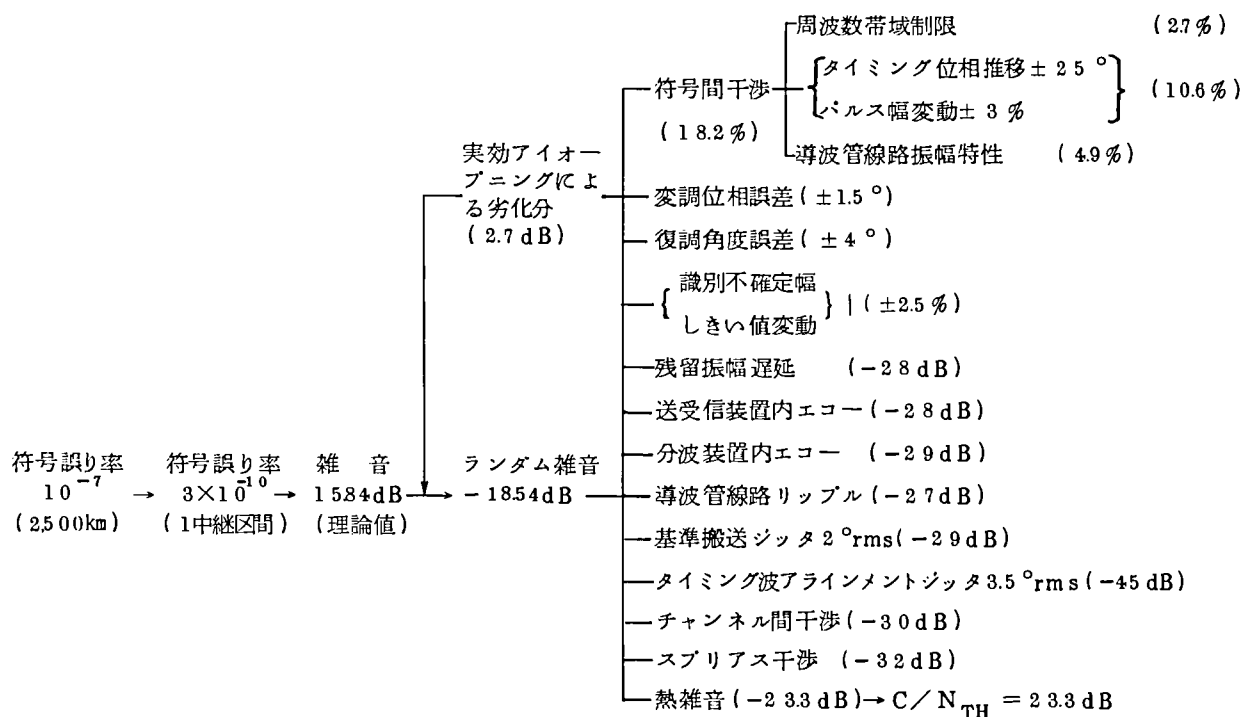 周波数帯域制限 (2.7%)
符号間干渉
(18.2%)
{タイミング位相推移±25°
パルス幅変動±3%} (10.6%)
導波管線路振幅特性 (4.9%)
実効アイオー
プニングによ
る劣化分
(2.7dB)
変調位相誤差(±1.5°)
復調角度誤差(±4°)
{識別不確定幅
しきい値変動} |(±2.5%)
残留振幅遅延 (-28dB)
送受信装置内エコー(-28dB)
分波装置内エコー (-29dB)
符号誤り率
10⁻⁷
(2,500km)
→
符号誤り率
3×10⁻¹⁰
(1中継区間)
→
雑 音
15.84dB
(理論値)
→
ランダム雑音
-18.54dB
導波管線路リップル(-27dB)
基準搬送ジッタ2°rms(-29dB)
タイミング波アラインメントジッタ3.5°rms(-45dB)
チャンネル間干渉(-30dB)
スプリアス干渉 (-32dB)
熱雑音(-23.3dB)→C/N_TH=23.3dB